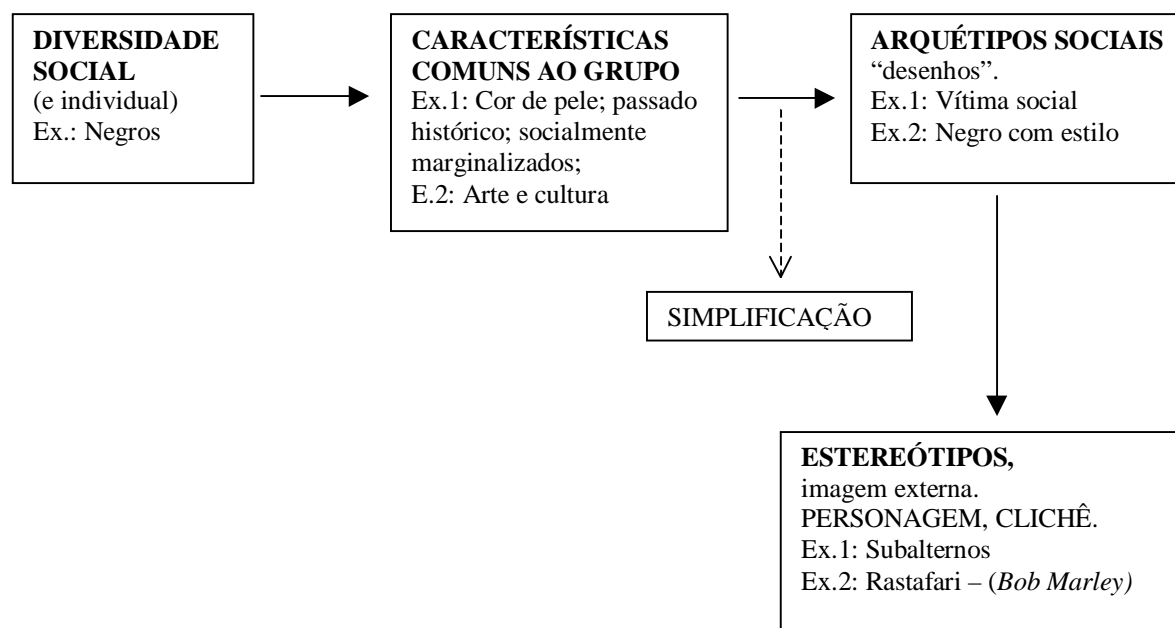 DIVERSIDADE
SOCIAL
(e individual)
Ex.: Negros
CARACTERÍSTICAS
COMUNS AO GRUPO
Ex.1: Cor de pele; passado
histórico; socialmente
marginalizados;
E.2: Arte e cultura
ARQUÉTIPOS SOCIAIS
“desenhos”.
Ex.1: Vítima social
Ex.2: Negro com estilo
SIMPLIFICAÇÃO
ESTEREÓTIPOS,
imagem externa.
PERSONAGEM, CLICHÊ.
Ex.1: Subalternos
Ex.2: Rastafari – (Bob Marley)